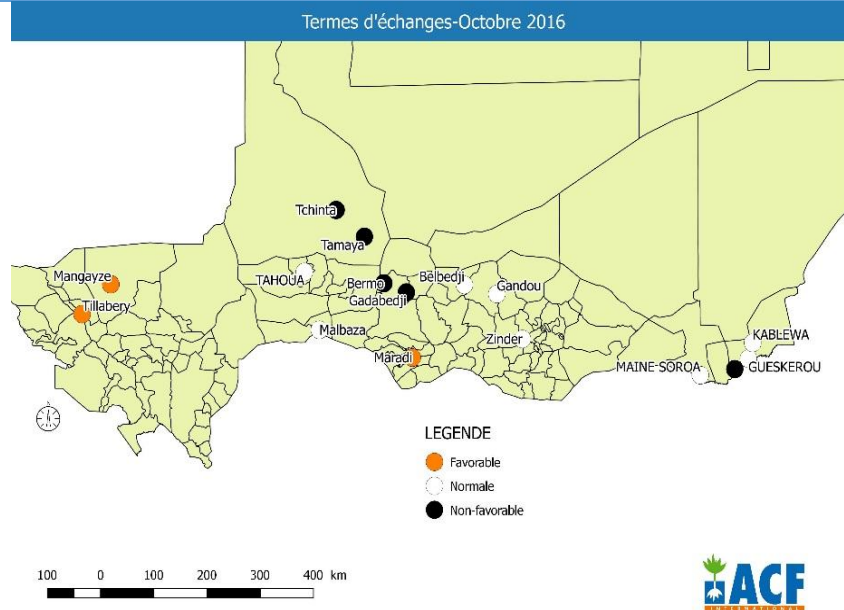 Termes d'échanges-Octobre 2016
Tchinta
Tamaya
Mangayze
TAHOUA
Bermo
Belbedji
Gandou
Gadabedji
Tillabery
Malbaza
Zinder
KABLEWA
Maradi
MAINE-SOROA
GUESKEROU
LEGENDE
Favorable
Normale
Non-favorable
100 0 100 200 300 400 km
ACF
INTERNATIONAL